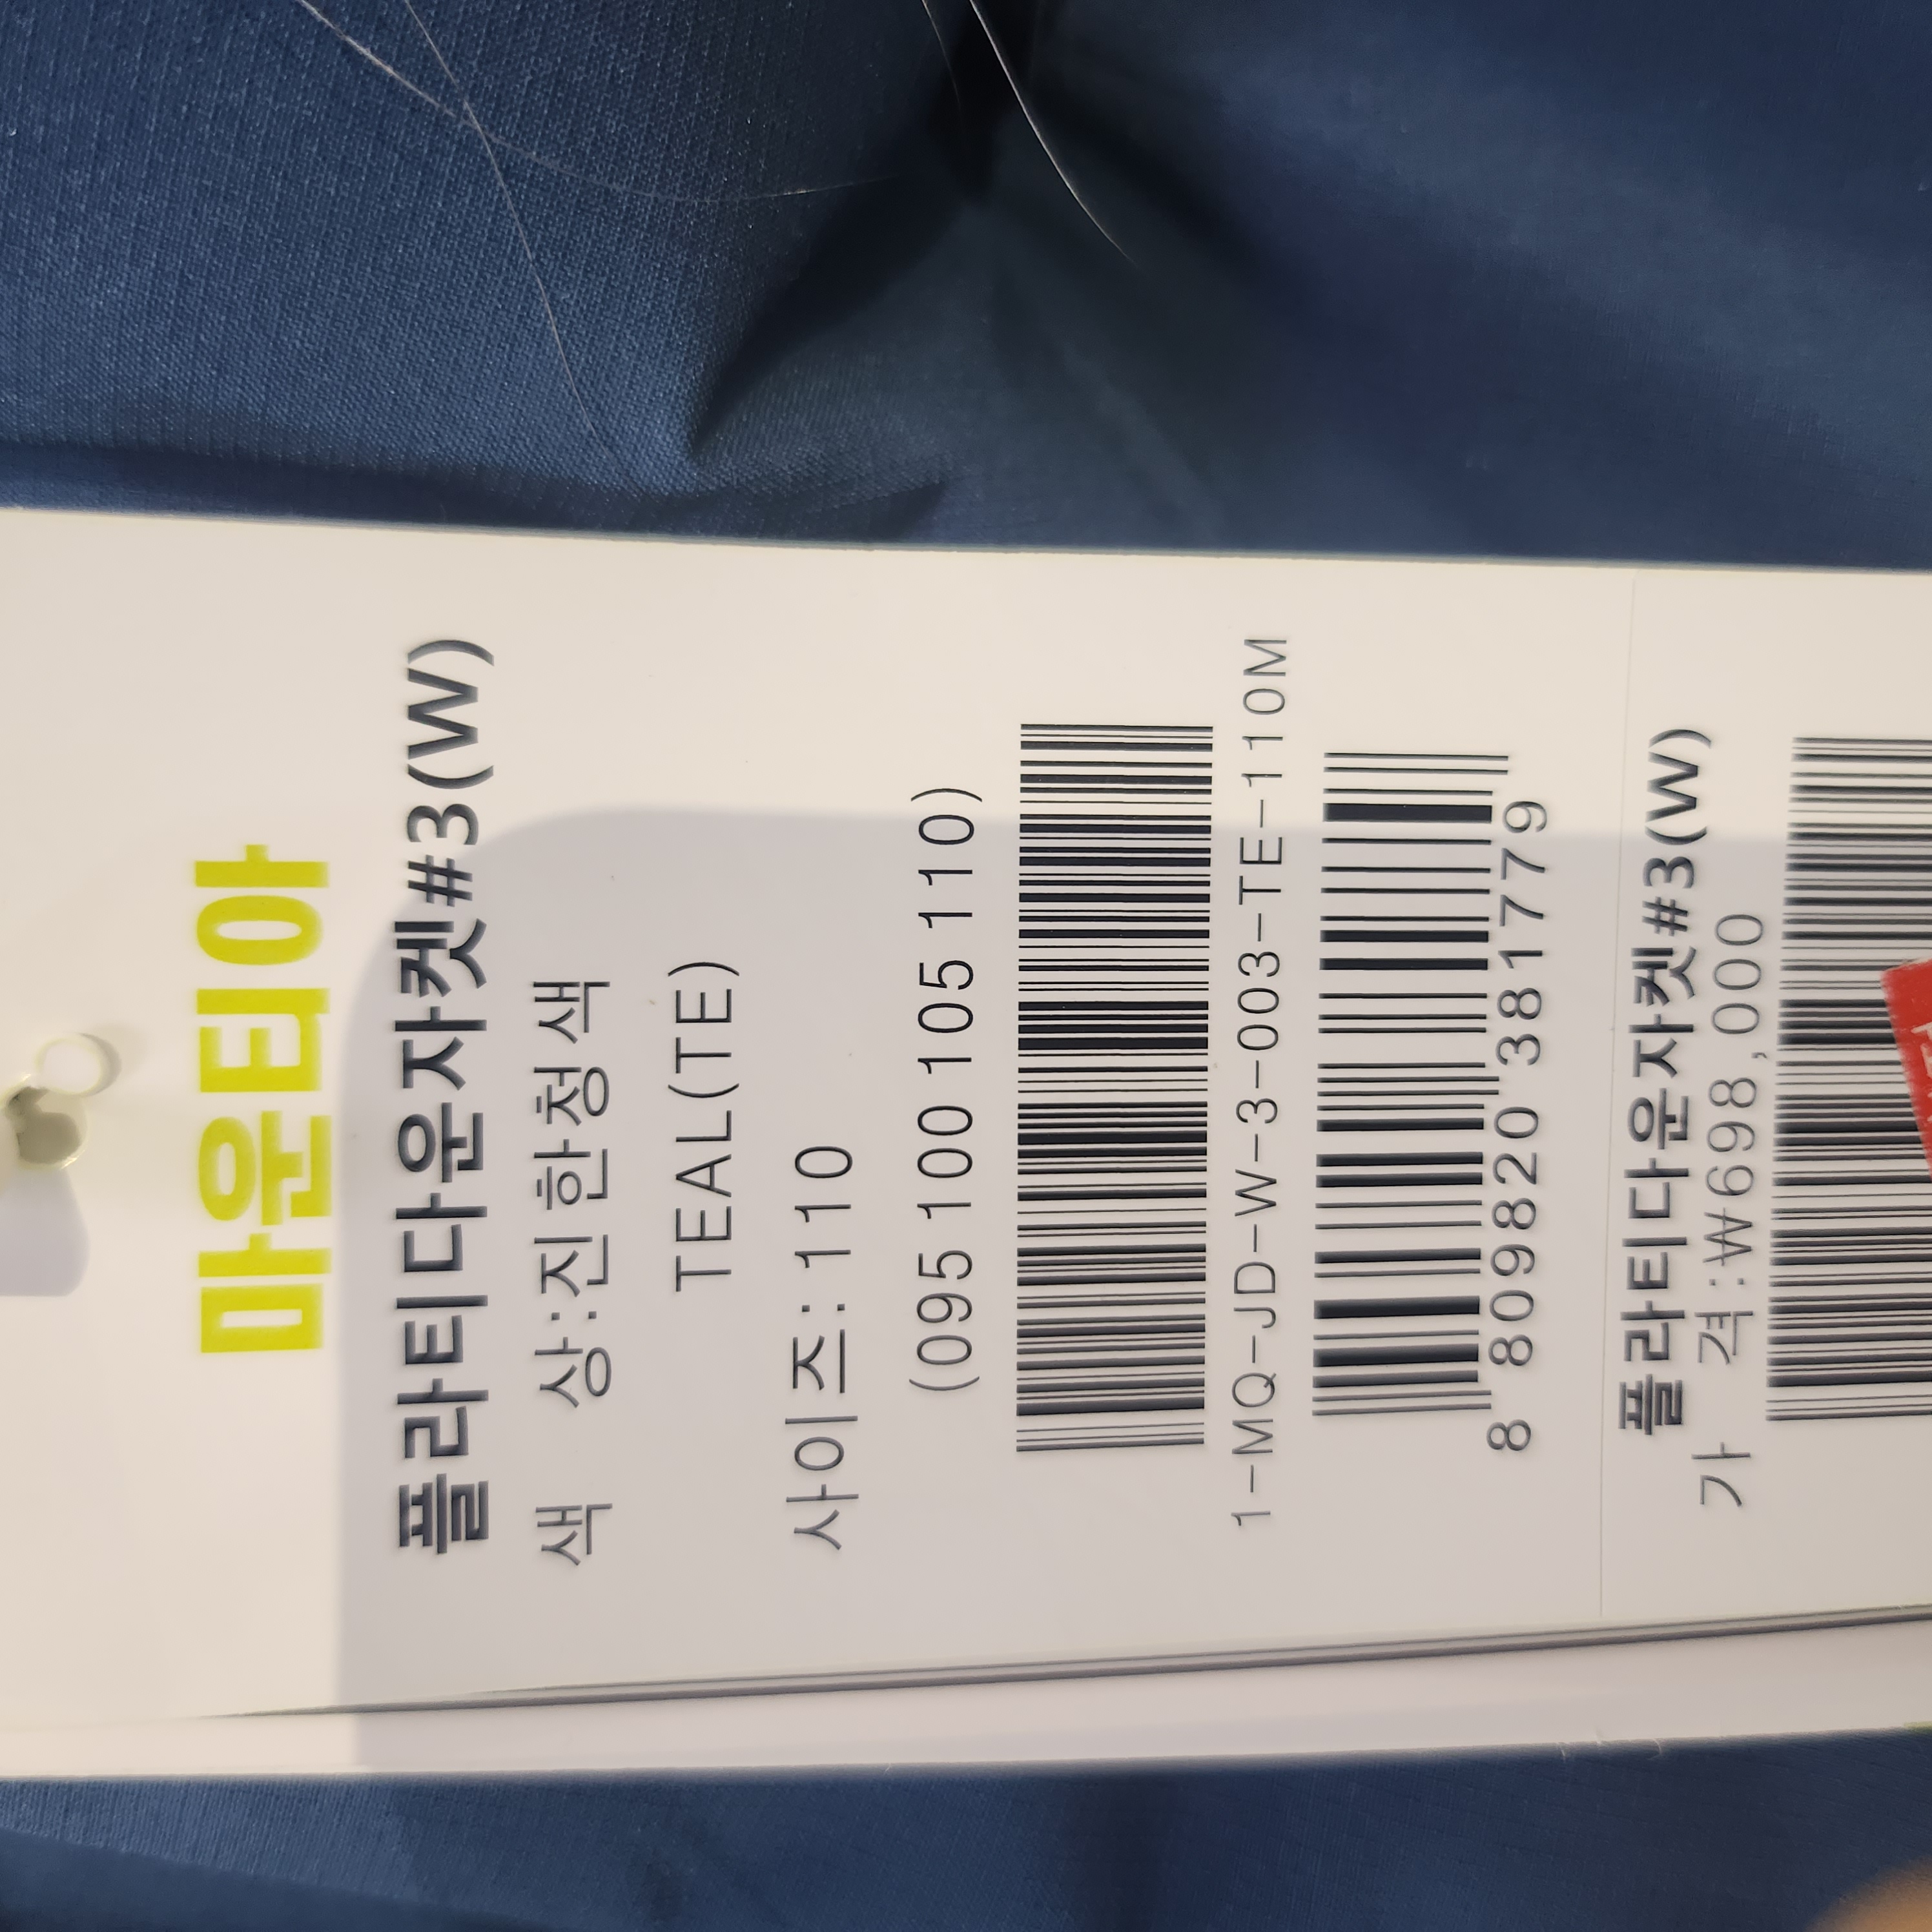 마운티아
플라티다운자켓#3(W)
색 상:진한청색
TEAL(TE)
사이즈:110
(095 100 105 110)
1-MQ-JD-W-3-003-TE-110M
8 809820 381779
플라티다운자켓#3(W)
가 격:₩698,000